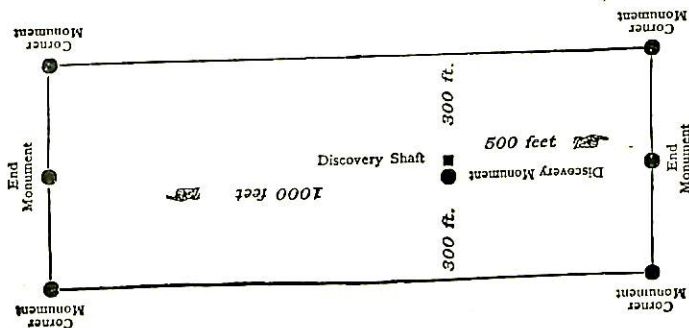 Corner
Monument
Corner
Monument
300 ft.
500 feet
Discovery Shaft
Discovery Monument
End
Monument
End
Monument
1000 feet
300 ft.
Corner
Monument
Corner
Monument